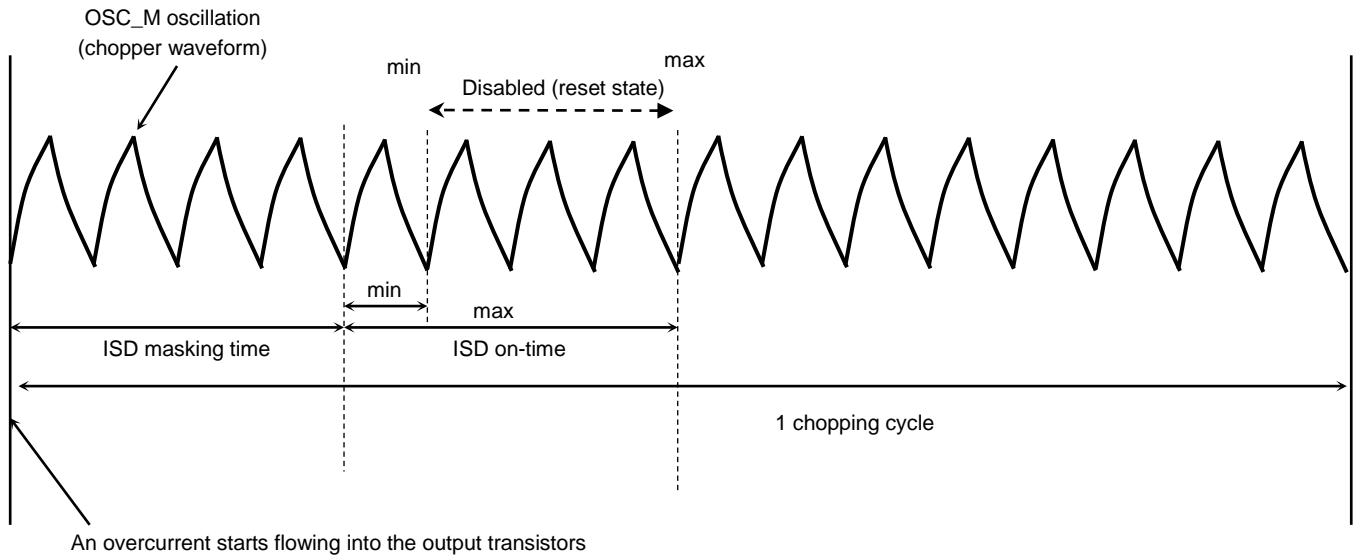 OSC_M oscillation
(chopper waveform)
min
max
Disabled (reset state)
min
max
ISD masking time
ISD on-time
1 chopping cycle
An overcurrent starts flowing into the output transistors